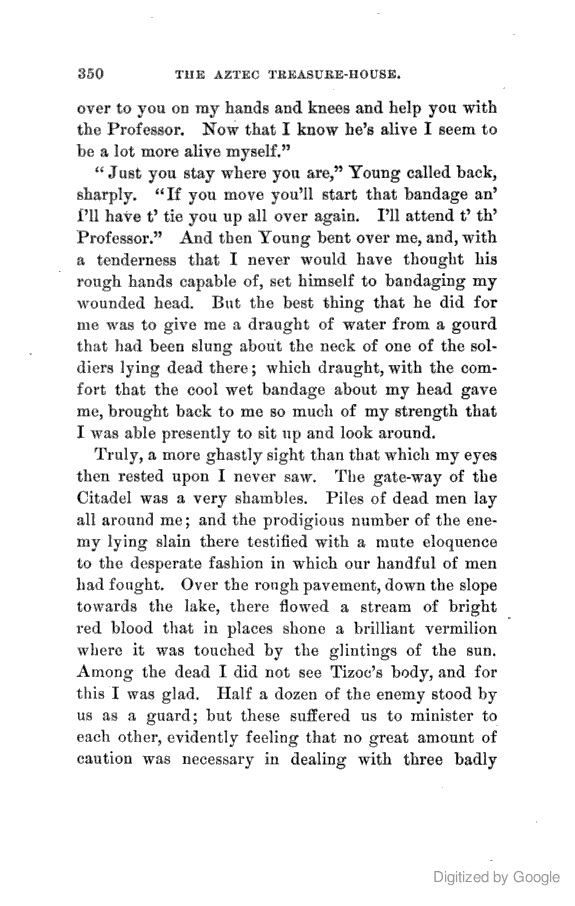 350 THE AZTEC TREASURE-HOUSE.
over to you on my hands and knees and help you with
the Professor. Now that I know he's alive I seem to
be a lot more alive myself."
"Just you stay where you are," Young called back,
sharply. "If you move you'll start that bandage an'
I'll have t' tie you up all over again. I'll attend t' th'
Professor." And then Young bent over me, and, with
a tenderness that I never would have thought his
rough hands capable of, set himself to bandaging my
wounded head. But the best thing that he did for
me was to give me a draught of water from a gourd
that had been slung about the neck of one of the sol-
diers lying dead there; which draught, with the com-
fort that the cool wet bandage about my head gave
me, brought back to me so much of my strength that
I was able presently to sit up and look around.
Truly, a more ghastly sight than that which my eyes
then rested upon I never saw. The gate-way of the
Citadel was a very shambles. Piles of dead men lay
all around me; and the prodigious number of the ene-
my lying slain there testified with a mute eloquence
to the desperate fashion in which our handful of men
had fought. Over the rough pavement, down the slope
towards the lake, there flowed a stream of bright
red blood that in places shone a brilliant vermilion
where it was touched by the glintings of the sun.
Among the dead I did not see Tizoc's body, and for
this I was glad. Half a dozen of the enemy stood by
us as a guard; but these suffered us to minister to
each other, evidently feeling that no great amount of
caution was necessary in dealing with three badly
Digitized by Google